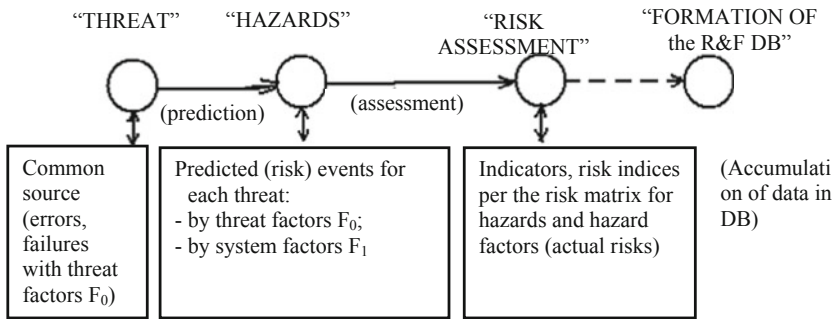 “THREAT”
“HAZARDS”
“RISK
ASSESSMENT”
“FORMATION OF
the R&F DB”
(prediction)
(assessment)
Common
source
(errors,
failures
with threat
factors F₀)
Predicted (risk) events for
each threat:
- by threat factors F₀;
- by system factors F₁
Indicators, risk indices
per the risk matrix for
hazards and hazard
factors (actual risks)
(Accumulati
on of data in
DB)